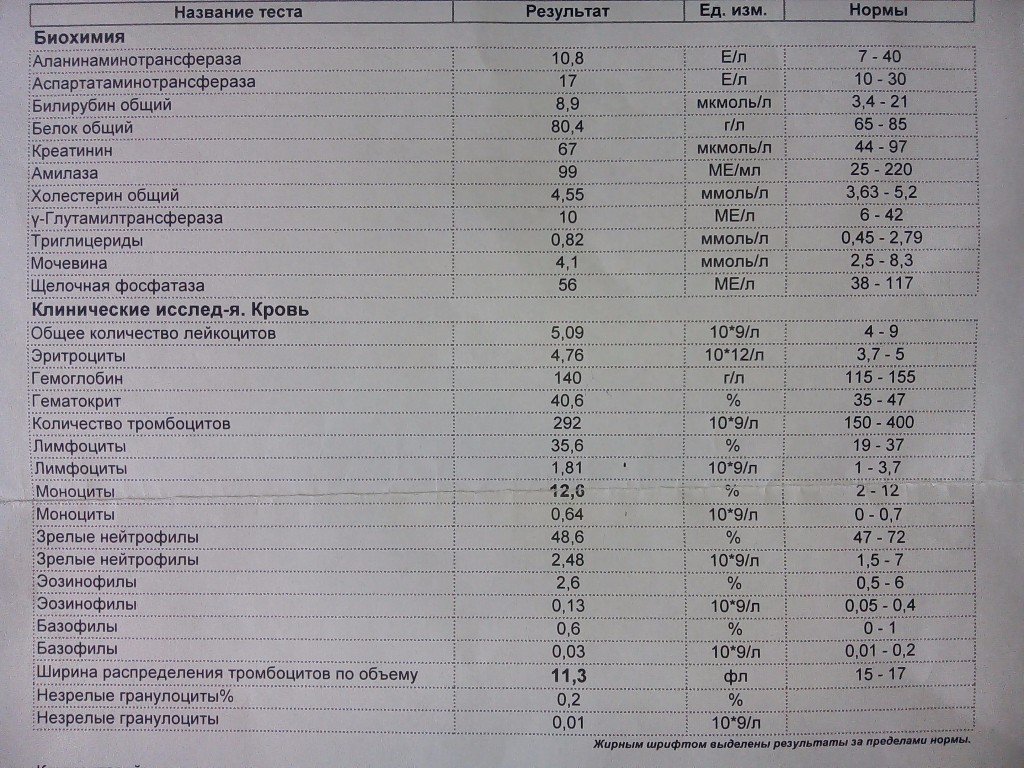 Название теста Результат Ед. изм. Нормы
Биохимия
Аланинаминотрансфераза 10,8 Е/л 7 - 40
Аспартатаминотрансфераза 17 Е/л 10 - 30
Билирубин общий 8,9 мкмоль/л 3,4 - 21
Белок общий 80,4 г/л 65 - 85
Креатинин 67 мкмоль/л 44 - 97
Амилаза 99 МЕ/мл 25 - 220
Холестерин общий 4,55 ммоль/л 3,63 - 5,2
γ-Глутамилтрансфераза 10 МЕ/л 6 - 42
Триглицериды 0,82 ммоль/л 0,45 - 2,79
Мочевина 4,1 ммоль/л 2,5 - 8,3
Щелочная фосфатаза 56 МЕ/л 38 - 117
Клинические исслед-я. Кровь
Общее количество лейкоцитов 5,09 10*9/л 4 - 9
Эритроциты 4,76 10*12/л 3,7 - 5
Гемоглобин 140 г/л 115 - 155
Гематокрит 40,6 % 35 - 47
Количество тромбоцитов 292 10*9/л 150 - 400
Лимфоциты 35,6 % 19 - 37
Лимфоциты 1,81 10*9/л 1 - 3,7
Моноциты 12,6 % 2 - 12
Моноциты 0,64 10*9/л 0 - 0,7
Зрелые нейтрофилы 48,6 % 47 - 72
Зрелые нейтрофилы 2,48 10*9/л 1,5 - 7
Эозинофилы 2,6 % 0,5 - 6
Эозинофилы 0,13 10*9/л 0,05 - 0,4
Базофилы 0,6 % 0 - 1
Базофилы 0,03 10*9/л 0,01 - 0,2
Ширина распределения тромбоцитов по объему 11,3 фл 15 - 17
Незрелые гранулоциты% 0,2 %
Незрелые гранулоциты 0,01 10*9/л
Жирным шрифтом выделены результаты за пределами нормы.